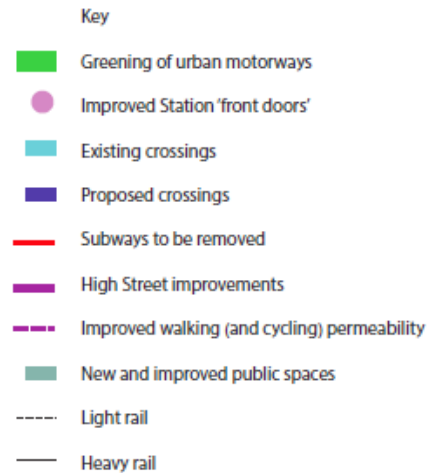 Key
Greening of urban motorways
Improved Station ‘front doors’
Existing crossings
Proposed crossings
Subways to be removed
High Street improvements
Improved walking (and cycling) permeability
New and improved public spaces
Light rail
Heavy rail